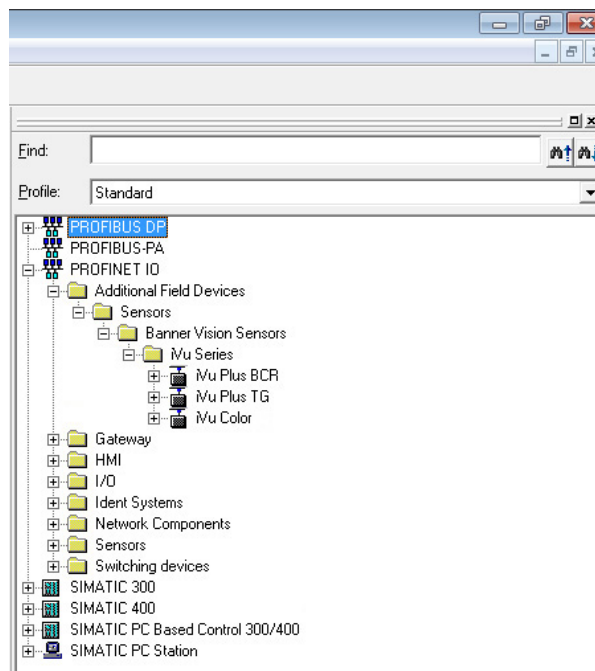 Find:
Profile: Standard
PROFIBUS DP
PROFIBUS-PA
PROFINET IO
Additional Field Devices
Sensors
Banner Vision Sensors
iVu Series
iVu Plus BCR
iVu Plus TG
iVu Color
Gateway
HMI
I/O
Ident Systems
Network Components
Sensors
Switching devices
SIMATIC 300
SIMATIC 400
SIMATIC PC Based Control 300/400
SIMATIC PC Station